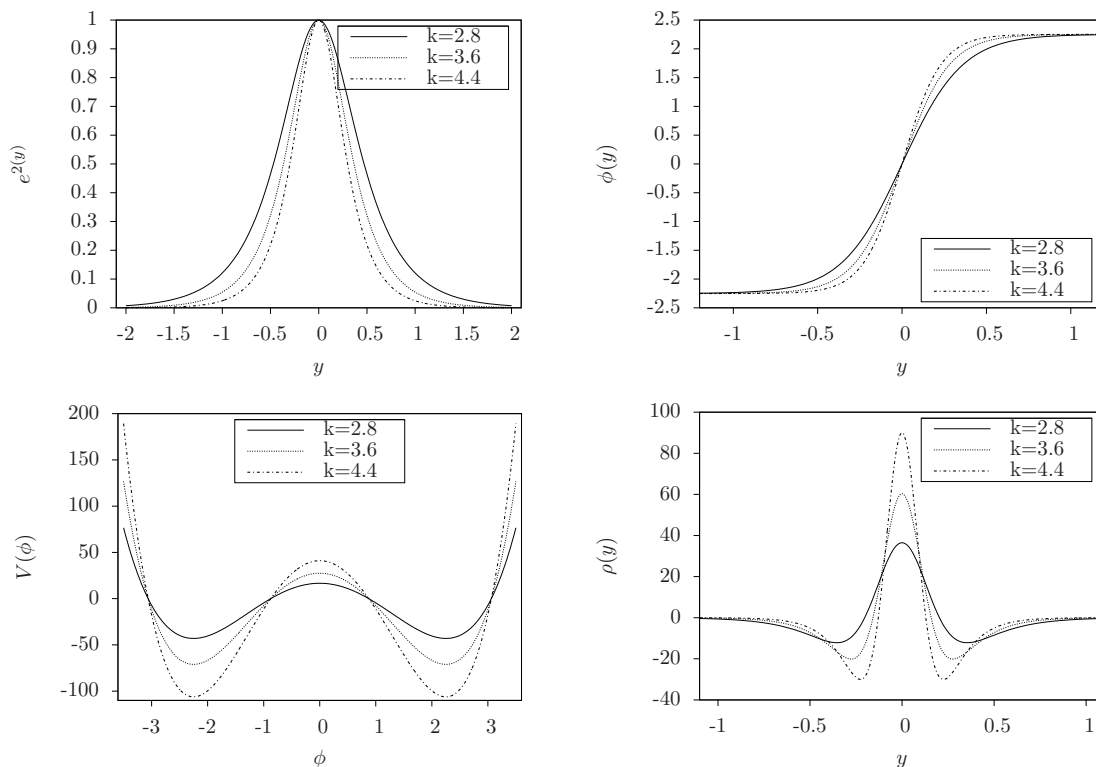 1
0.9
0.8
0.7
0.6
0.5
0.4
0.3
0.2
0.1
0
-2 -1.5 -1 -0.5 0 0.5 1 1.5 2
e^{2(y)}
y
k=2.8
k=3.6
k=4.4
2.5
2
1.5
1
0.5
0
-0.5
-1
-1.5
-2
-2.5
-1 -0.5 0 0.5 1
ϕ(y)
y
k=2.8
k=3.6
k=4.4
200
150
100
50
0
-50
-100
-3 -2 -1 0 1 2 3
V(ϕ)
ϕ
k=2.8
k=3.6
k=4.4
100
80
60
40
20
0
-20
-40
-1 -0.5 0 0.5 1
ρ(y)
y
k=2.8
k=3.6
k=4.4